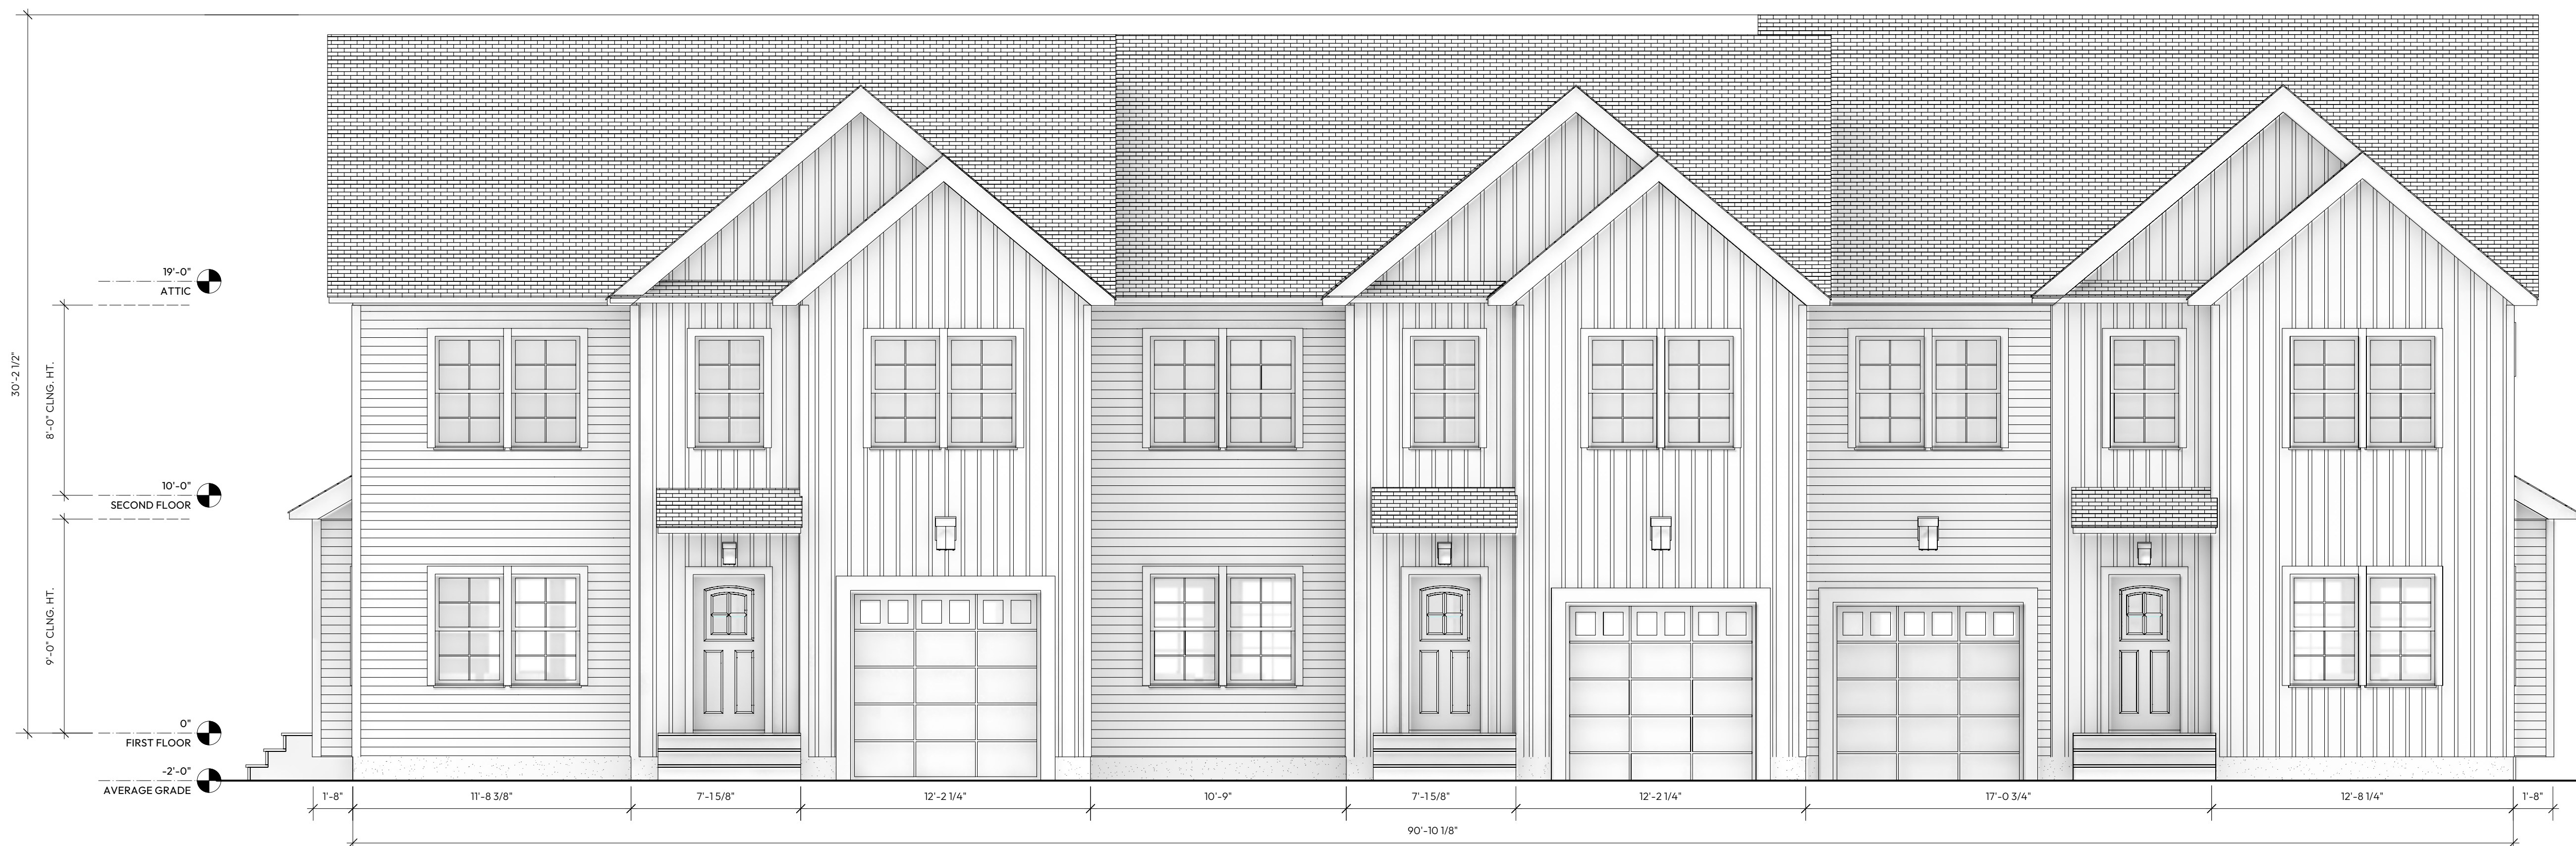 30'-2 1/2"
8'-0" CLNG. HT.
9'-0" CLNG. HT.
19'-0"
ATTIC
10'-0"
SECOND FLOOR
0"
FIRST FLOOR
-2'-0"
AVERAGE GRADE
1'-8" 11'-8 3/8" 7'-1 5/8" 12'-2 1/4" 10'-9" 7'-1 5/8" 12'-2 1/4" 17'-0 3/4" 12'-8 1/4" 1'-8"
90'-10 1/8"